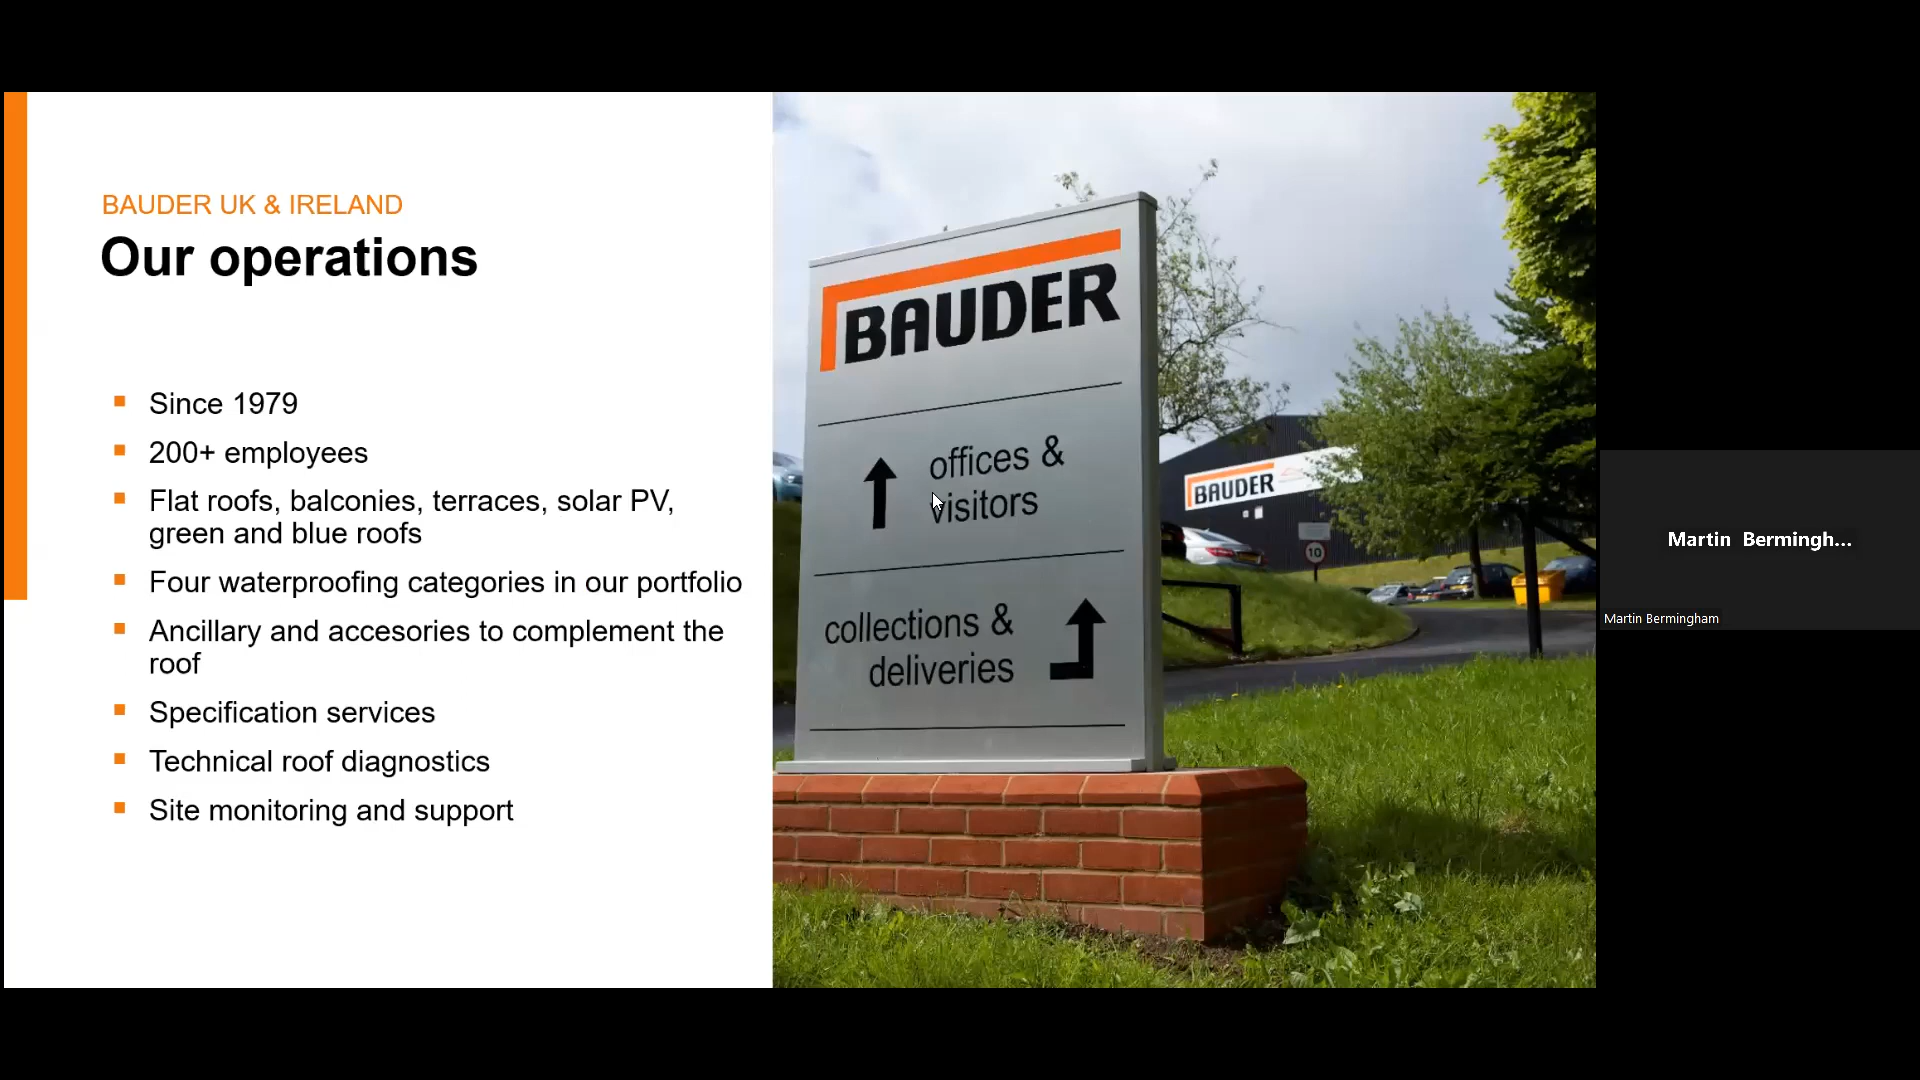 BAUDER UK & IRELAND
Our operations
Since 1979
200+ employees
Flat roofs, balconies, terraces, solar PV,
green and blue roofs
Four waterproofing categories in our portfolio
Ancillary and accesories to complement the
roof
Specification services
Technical roof diagnostics
Site monitoring and support
BAUDER
offices &
visitors
collections &
deliveries
BAUDER
10
Martin Bermingh...
Martin Bermingham